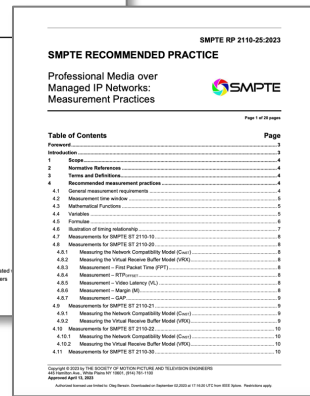 SMPTE RP 2110-25:2023
SMPTE RECOMMENDED PRACTICE
Professional Media over
Managed IP Networks:
Measurement Practices
SMPTE
Page 1 of 20 pages
Table of Contents Page
Foreword 3
Introduction 3
1 Scope 4
2 Normative References 4
3 Terms and Definitions 4
4 Recommended measurement practices 4
4.1 General measurement requirements 4
4.2 Measurement time window 5
4.3 Mathematical Functions 5
4.4 Variables 5
4.5 Formulae 6
4.6 Illustration of timing relationship 7
4.7 Measurements for SMPTE ST 2110-10 8
4.8 Measurements for SMPTE ST 2110-20 8
4.8.1 Measuring the Network Compatibility Model (CINST) 8
4.8.2 Measuring the Virtual Receive Buffer Model (VRX) 8
4.8.3 Measurement – First Packet Time (FPT) 8
4.8.4 Measurement – RTPOFFSET 8
4.8.5 Measurement – Video Latency (VL) 8
4.8.6 Measurement – Margin (M) 8
4.8.7 Measurement – GAP 9
4.9 Measurements for SMPTE ST 2110-21 9
4.9.1 Measuring the Network Compatibility Model (CINST) 9
4.9.2 Measuring the Virtual Receive Buffer Model (VRX) 9
4.10 Measurements for SMPTE ST 2110-22 10
4.10.1 Measuring the Network Compatibility Model (CINST) 10
4.10.2 Measuring the Virtual Receive Buffer Model (VRX) 10
4.11 Measurements for SMPTE ST 2110-30 10
Copyright © 2023 by THE SOCIETY OF MOTION PICTURE AND TELEVISION ENGINEERS
445 Hamilton Ave., White Plains NY 10601, (914) 761-1100
Approved April 13, 2023